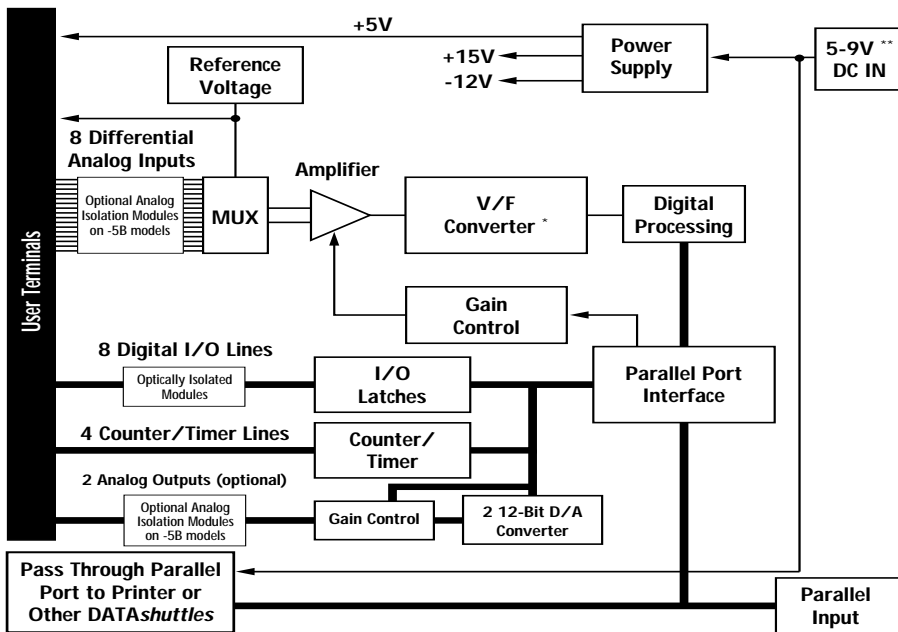 +5V
+15V
-12V
Power
Supply
5-9V **
DC IN
Reference
Voltage
8 Differential
Analog Inputs
Optional Analog
Isolation Modules
on -5B models
MUX
Amplifier
V/F
Converter *
Digital
Processing
User Terminals
Gain
Control
8 Digital I/O Lines
Optically Isolated
Modules
I/O
Latches
Parallel Port
Interface
4 Counter/Timer Lines
Counter/
Timer
2 Analog Outputs (optional)
Optional Analog
Isolation Modules
on -5B models
Gain Control
2 12-Bit D/A
Converter
Pass Through Parallel
Port to Printer or
Other DATAshuttles
Parallel
Input